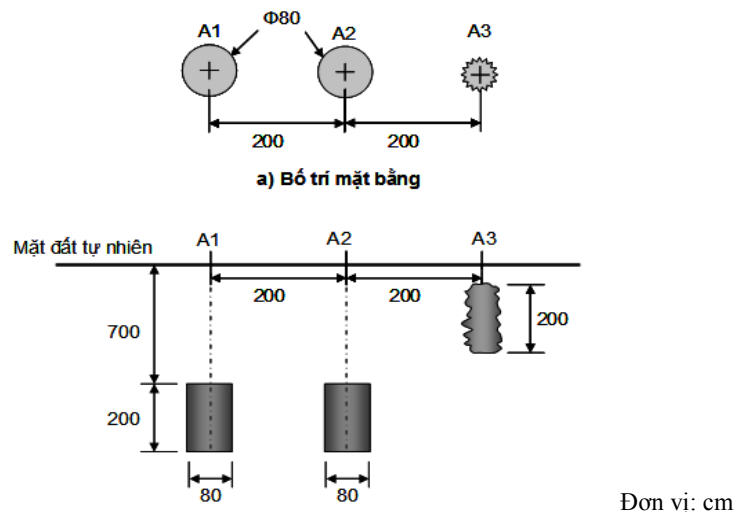 Φ80
A1 A2 A3
200 200
a) Bố trí mặt bằng
Mặt đất tự nhiên A1 A2 A3
200 200
700 200
200
80 80
Đơn vi: cm